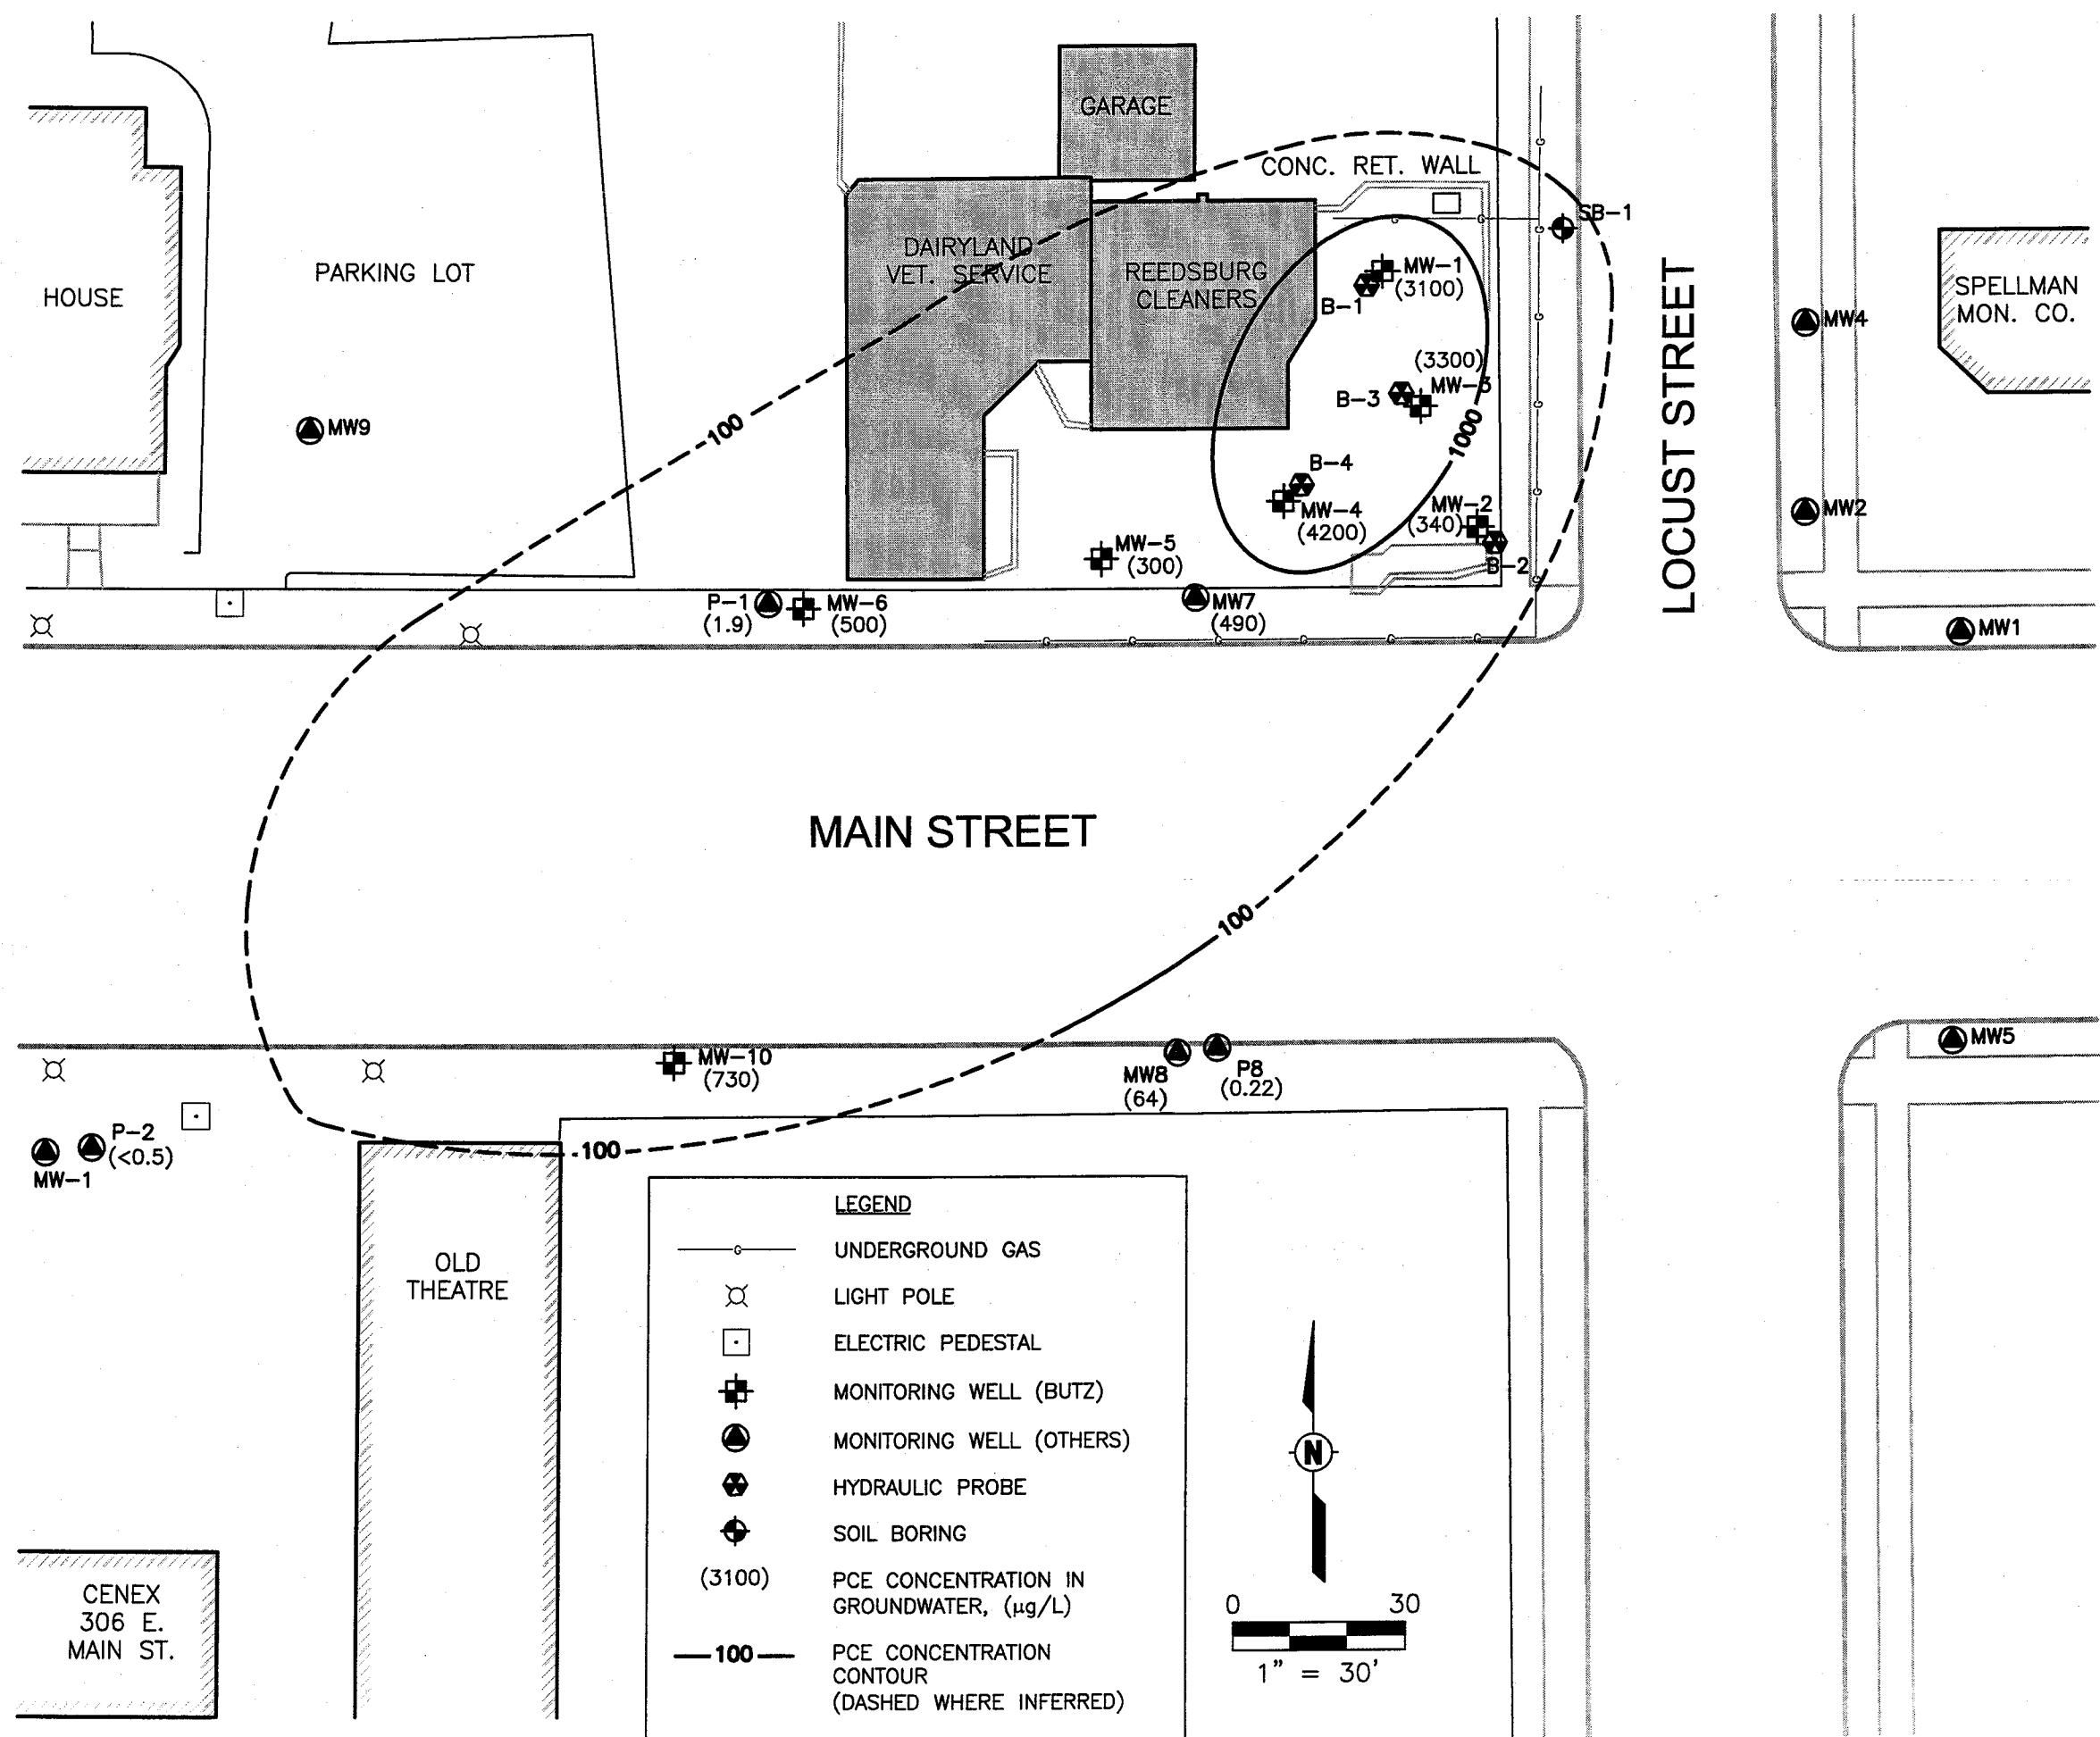 GARAGE
CONC. RET. WALL
SB-1
HOUSE
PARKING LOT
DAIRYLAND
VET. SERVICE
REEDSBURG
CLEANERS
MW-1
(3100)
B-1
SPELLMAN
MON. CO.
MW4
LOCUST STREET
(3300)
MW-3
B-3
1000
100
MW9
B-4
MW-4
(4200)
MW-2
(340)
B-2
MW2
MW-5
(300)
P-1
(1.9)
MW-6
(500)
MW7
(490)
G G G G G G
G
G
G
G
G
G
G G
MW1
MAIN STREET
100
MW-10
(730)
MW8
(64)
P8
(0.22)
MW5
P-2
(<0.5)
MW-1
100
OLD
THEATRE
CENEX
306 E.
MAIN ST.
LEGEND
G UNDERGROUND GAS
LIGHT POLE
ELECTRIC PEDESTAL
MONITORING WELL (BUTZ)
MONITORING WELL (OTHERS)
HYDRAULIC PROBE
SOIL BORING
(3100) PCE CONCENTRATION IN
GROUNDWATER, (µg/L)
100 PCE CONCENTRATION
CONTOUR
(DASHED WHERE INFERRED)
N
0 30
1" = 30'